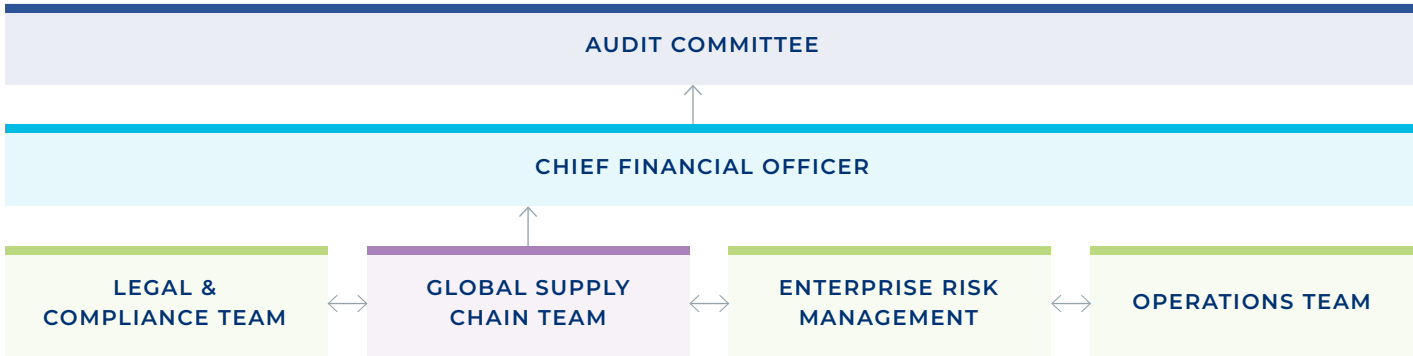 AUDIT COMMITTEE
CHIEF FINANCIAL OFFICER
LEGAL &
COMPLIANCE TEAM
GLOBAL SUPPLY
CHAIN TEAM
ENTERPRISE RISK
MANAGEMENT
OPERATIONS TEAM